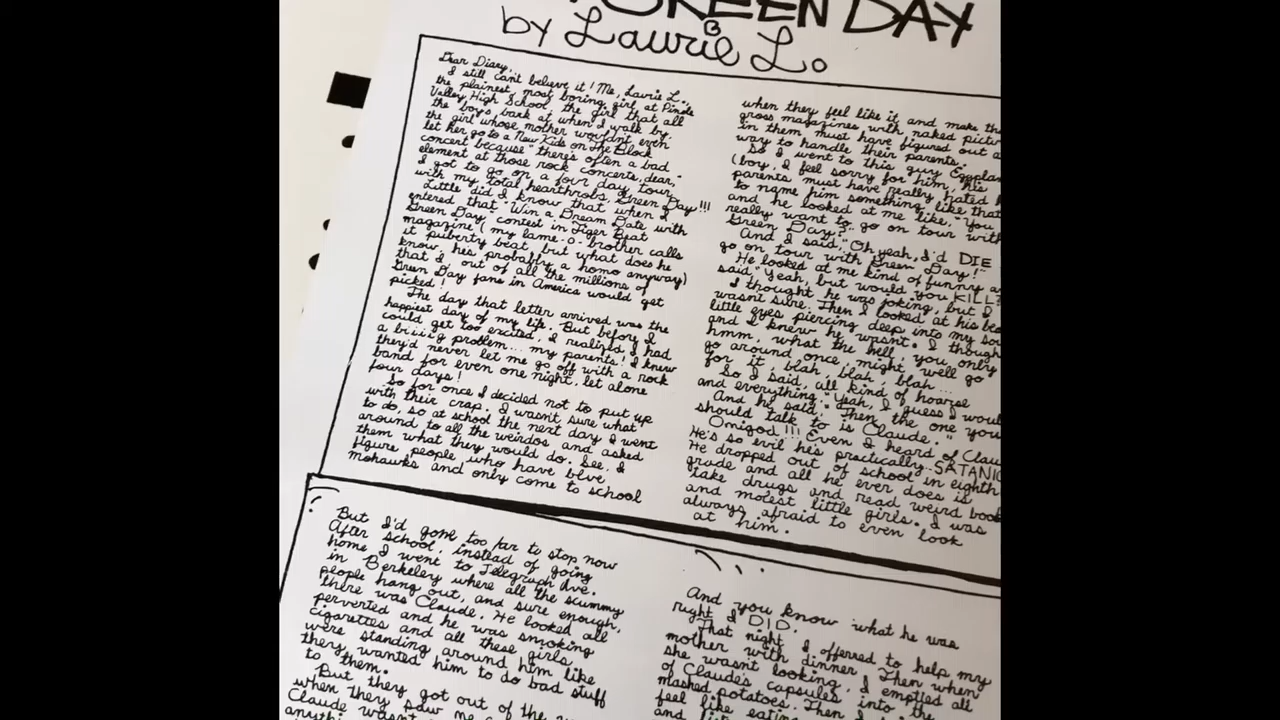 GREEN DAY
by Laurie L.
Dear Diary,
I still can't believe it! Me, Laurie L.,
the plainest, most boring girl at Pinole
Valley High School, the girl that all
the boys bark at when I walk by,
the girl whose mother wouldn't even
let her go to a New Kids on The Block
concert because "there's often a bad
element at those rock concerts, dear,"
I got to go on a four day tour
with my total hearthrobs, Green Day!!!
Little did I know that when I
entered that "Win a Dream Date with
Green Day" contest in Tiger Beat
magazine (my lame-o-brother calls
it puberty beat, but what does he
know, he's probably a homo anyway)
that I, out of all the millions of
Green Day fans in America would get
picked!
The day that letter arrived was the
happiest day of my life. But before I
could get too excited, I realized I had
a biiiig problem... my parents! I knew
they'd never let me go off with a rock
band for even one night, let alone
four days!
So for once I decided not to put up
with their crap. I wasn't sure what
to do, so at school the next day I went
around to all the weirdos and asked
them what they would do. See, I
figure people who have blue
mohawks and only come to school
when they feel like it, and make
gross magazines with naked
in them must have figured out a
way to handle their parents.
So I went to this guy
(boy, I feel sorry for him, his
parents must have really hated
to name him something like that
and he looked at me like, "You
really want to go on tour with
Green Day?"
And I said, "Oh yeah, I'd DIE
go on tour with Green Day!"
He looked at me kind of funny
said, "Yeah, but would you KILL?
I thought he was joking, but I
wasn't sure. Then I looked at his
little eyes piercing deep into my
and I knew he wasn't. I
hmm, what the hell, you only
go around once, might well go
for it, blah, blah, blah...
So I said, all kind of hoarse
and everything, "Yeah, I guess I
And he said, "Then the one you
should talk to is Claude."
Omigod!!! Even I heard of
He's so evil he's practically
He dropped out of school in eighth
grade and all he ever does is
take drugs and read weird
and molest little girls. I was
always afraid to even look
at him.
But I'd gone too far to stop now
After school, instead of going
home I went to Telegraph Ave.
in Berkeley where all the scummy
people hang out, and sure enough,
there was Claude. He looked all
perverted and he was smoking
cigarettes and all these girls
were standing around him like
they wanted him to do bad stuff
to them.
But they got out of the
when they saw me
Claude wasn't
And you know what he was
right I DID.
That night I offered to help my
mother with dinner. Then when
she wasn't looking, I emptied all
of Claude's capsules into the
mashed potatoes. Then I
feel like eating
and